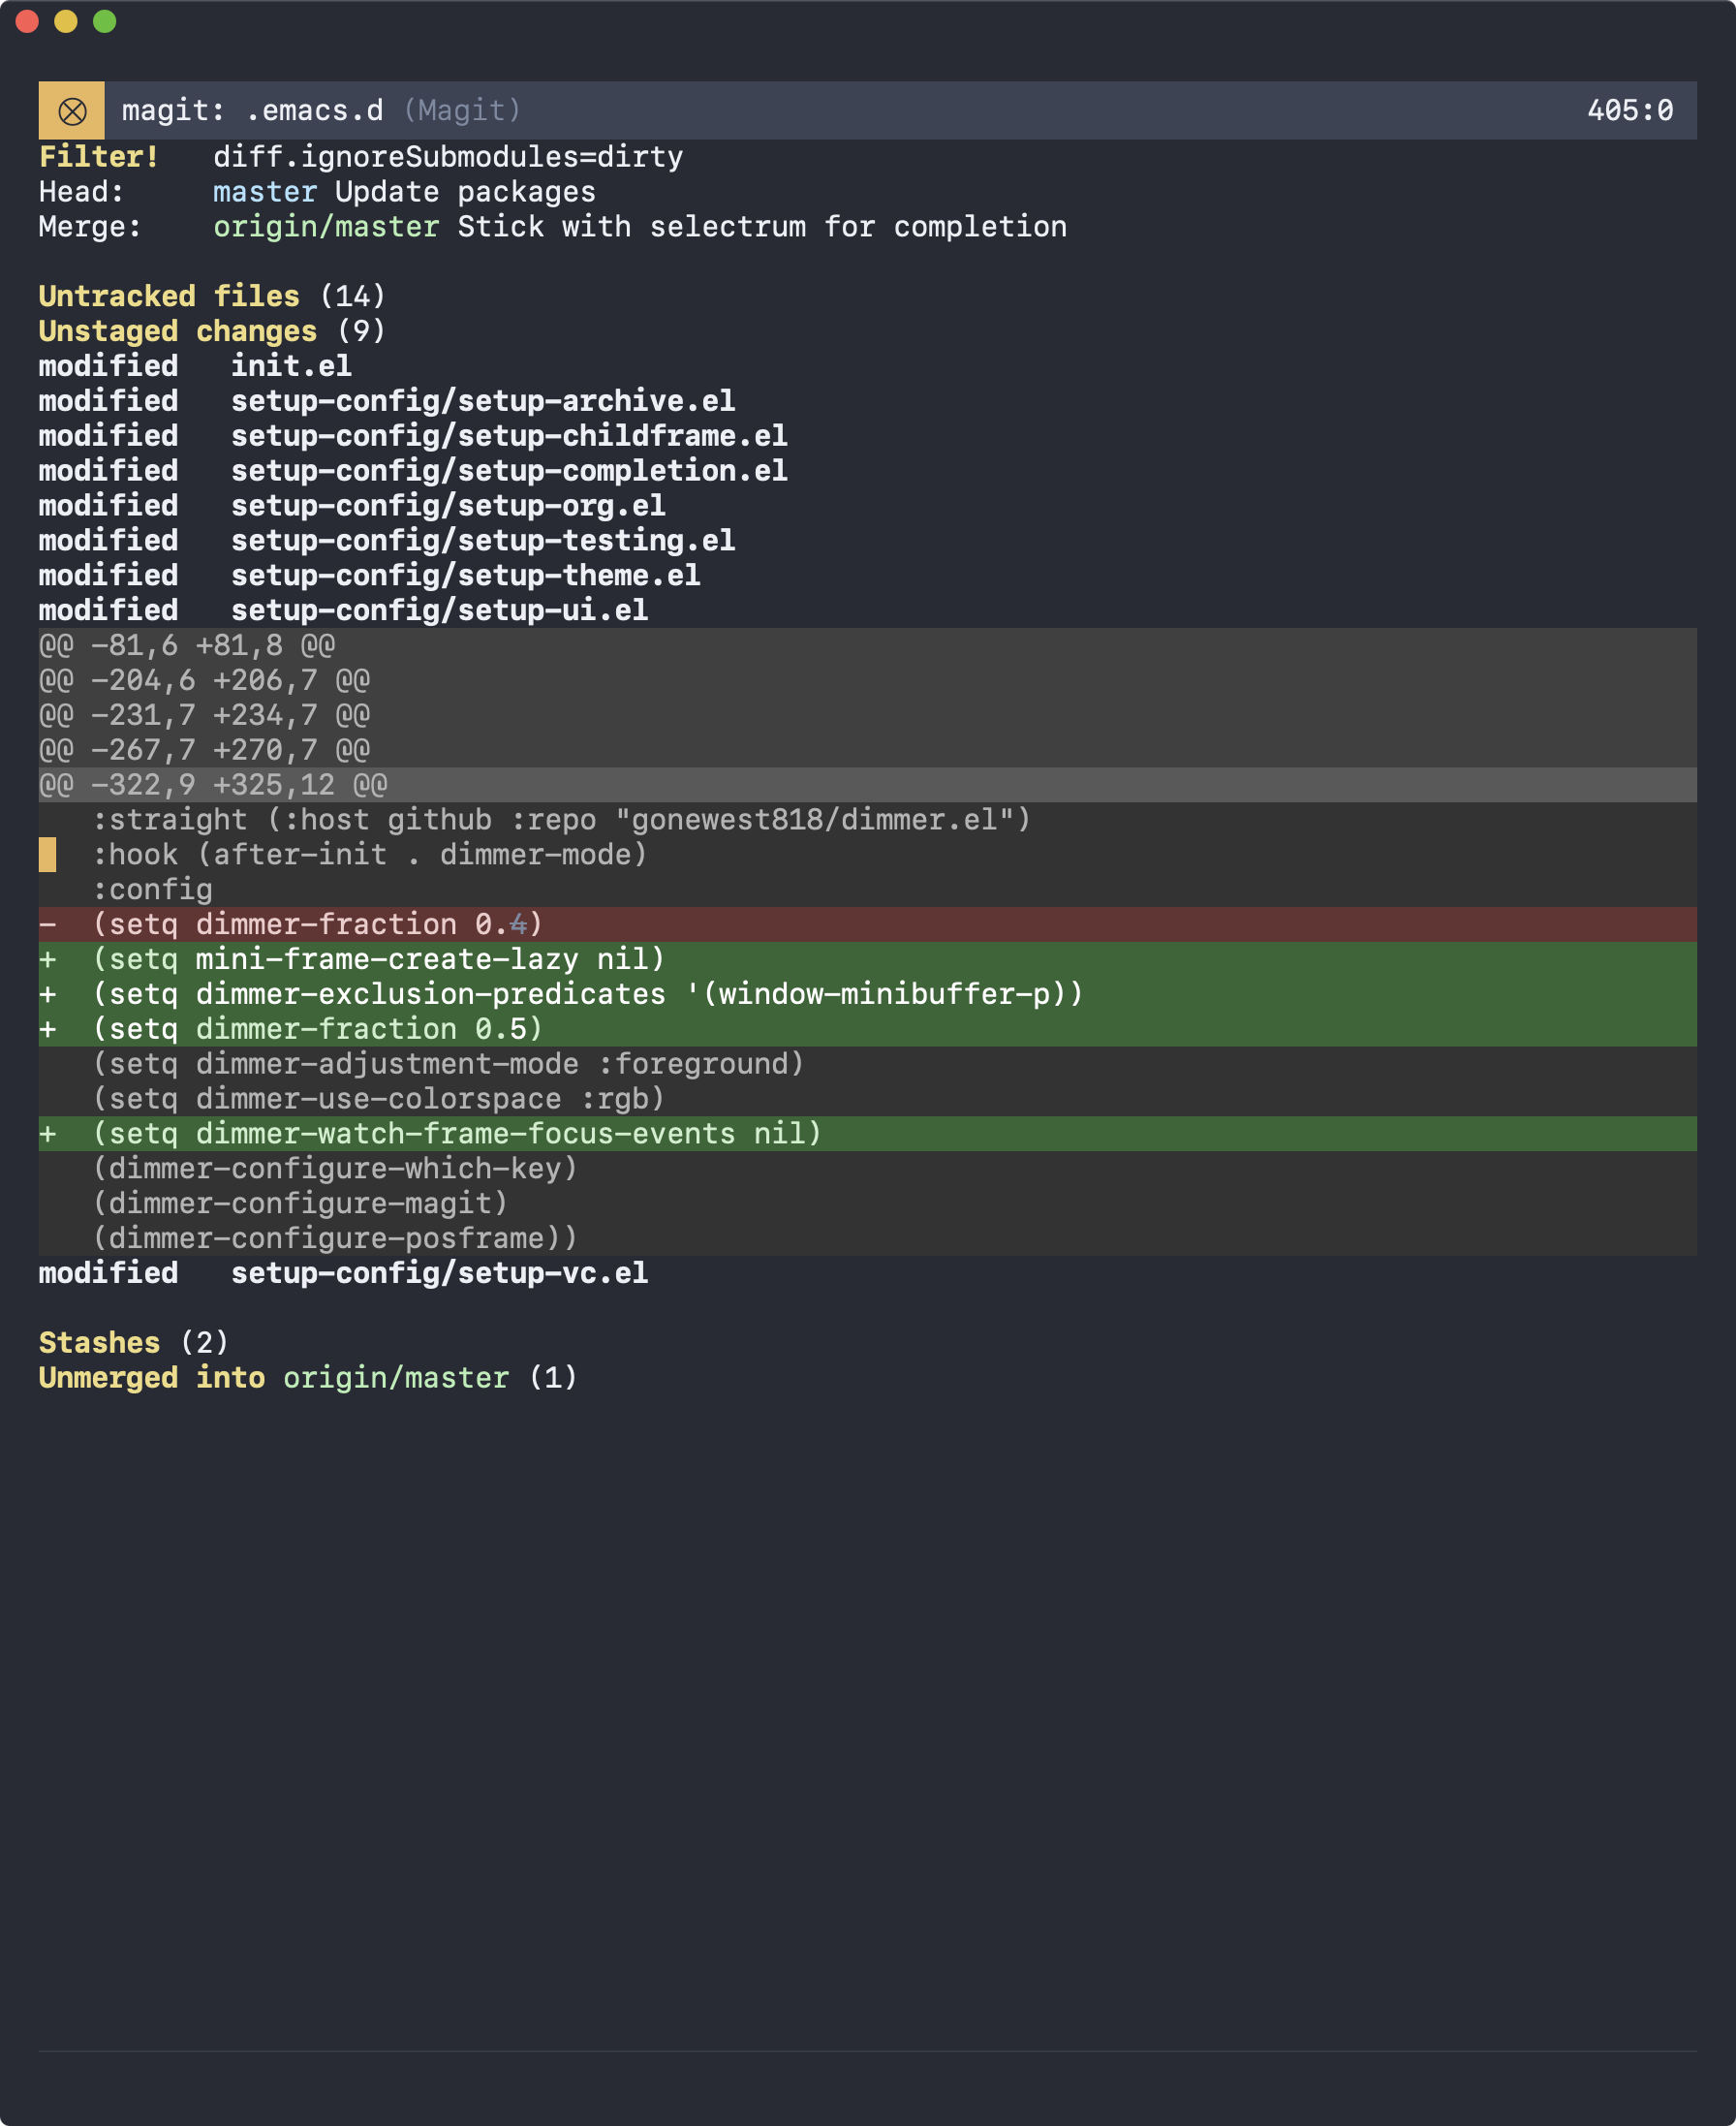 magit: .emacs.d (Magit) 405:0
Filter!   diff.ignoreSubmodules=dirty
Head:     master Update packages
Merge:    origin/master Stick with selectrum for completion
Untracked files (14)
Unstaged changes (9)
modified   init.el
modified   setup-config/setup-archive.el
modified   setup-config/setup-childframe.el
modified   setup-config/setup-completion.el
modified   setup-config/setup-org.el
modified   setup-config/setup-testing.el
modified   setup-config/setup-theme.el
modified   setup-config/setup-ui.el
@@ -81,6 +81,8 @@
@@ -204,6 +206,7 @@
@@ -231,7 +234,7 @@
@@ -267,7 +270,7 @@
@@ -322,9 +325,12 @@
   :straight (:host github :repo "gonewest818/dimmer.el")
   :hook (after-init . dimmer-mode)
   :config
-  (setq dimmer-fraction 0.4)
+  (setq mini-frame-create-lazy nil)
+  (setq dimmer-exclusion-predicates '(window-minibuffer-p))
+  (setq dimmer-fraction 0.5)
   (setq dimmer-adjustment-mode :foreground)
   (setq dimmer-use-colorspace :rgb)
+  (setq dimmer-watch-frame-focus-events nil)
   (dimmer-configure-which-key)
   (dimmer-configure-magit)
   (dimmer-configure-posframe))
modified   setup-config/setup-vc.el
Stashes (2)
Unmerged into origin/master (1)